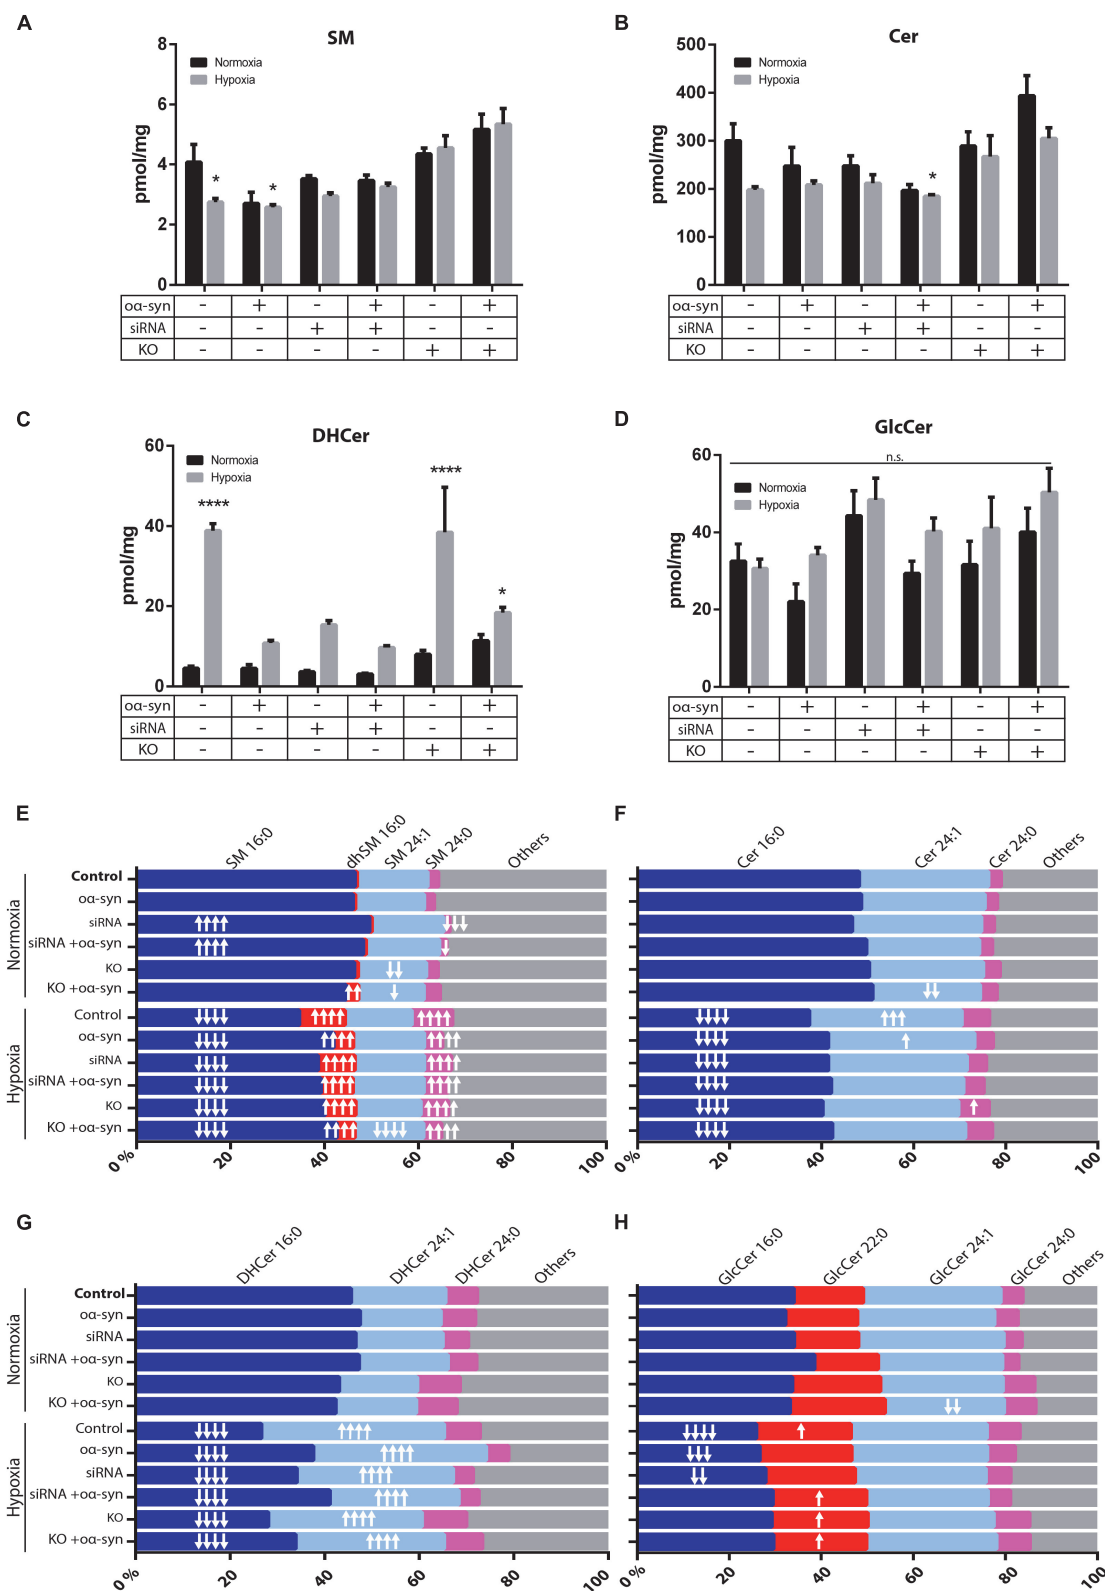 A
SM
8
6
4
2
0
pmol/mg
Normoxia
Hypoxia
*
*
oα-syn - + - + - +
siRNA - - + + - -
KO - - - - + +
B
Cer
500
400
300
200
100
0
pmol/mg
Normoxia
Hypoxia
*
oα-syn - + - + - +
siRNA - - + + - -
KO - - - - + +
C
DHCer
60
40
20
0
pmol/mg
Normoxia
Hypoxia
****
****
*
oα-syn - + - + - +
siRNA - - + + - -
KO - - - - + +
D
GlcCer
n.s.
60
40
20
0
pmol/mg
Normoxia
Hypoxia
oα-syn - + - + - +
siRNA - - + + - -
KO - - - - + +
E
SM 16:0
dhSM 16:0
SM 24:1
SM 24:0
Others
Normoxia
Control
oα-syn
siRNA ↑↑↑↑ ↓↓↓
siRNA +oα-syn ↑↑↑↑ ↓
KO ↓↓
KO +oα-syn ↑↑ ↓
Hypoxia
Control ↓↓↓↓ ↑↑↑↑ ↑↑↑↑
oα-syn ↓↓↓↓ ↑↑↑↑ ↑↑↑↑
siRNA ↓↓↓↓ ↑↑↑↑ ↑↑↑↑
siRNA +oα-syn ↓↓↓↓ ↑↑↑↑ ↑↑↑↑
KO ↓↓↓↓ ↑↑↑↑ ↑↑↑↑
KO +oα-syn ↓↓↓↓ ↑↑↑↑ ↓↓↓↓ ↑↑↑↑
0 % 20 40 60 80 100
F
Cer 16:0
Cer 24:1
Cer 24:0
Others
↓↓
↓↓↓↓ ↑↑↑
↓↓↓↓ ↑
↓↓↓↓
↓↓↓↓
↓↓↓↓ ↑
↓↓↓↓
0 % 20 40 60 80 100
G
DHCer 16:0
DHCer 24:1
DHCer 24:0
Others
Normoxia
Control
oα-syn
siRNA
siRNA +oα-syn
KO
KO +oα-syn
Hypoxia
Control ↓↓↓↓ ↑↑↑↑
oα-syn ↓↓↓↓ ↑↑↑↑
siRNA ↓↓↓↓ ↑↑↑↑
siRNA +oα-syn ↓↓↓↓ ↑↑↑↑
KO ↓↓↓↓ ↑↑↑↑
KO +oα-syn ↓↓↓↓ ↑↑↑↑
0 % 20 40 60 80 100
H
GlcCer 16:0
GlcCer 22:0
GlcCer 24:1
GlcCer 24:0
Others
↓↓
↓↓↓↓ ↑
↓↓↓
↓↓
↑
↑
↑
0 % 20 40 60 80 100